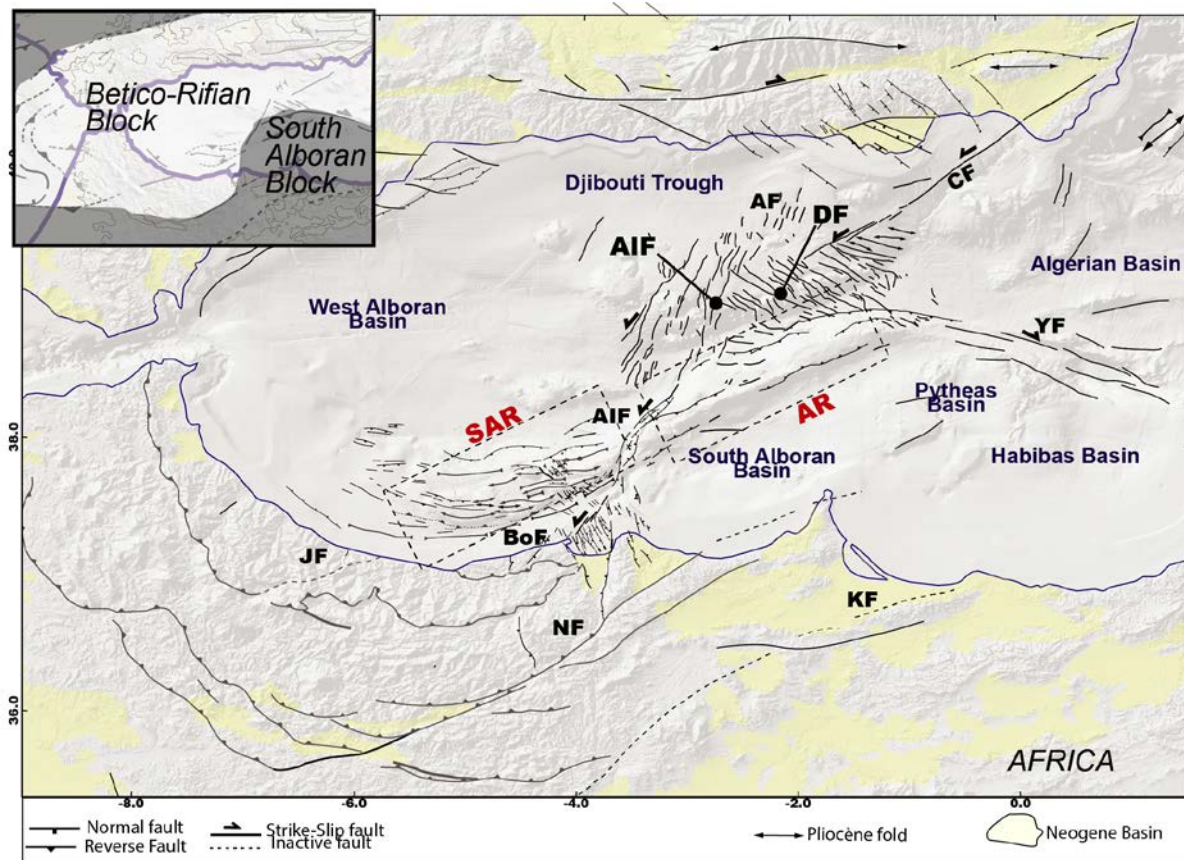 Betico-Rifian
Block
South
Alboran
Block
Djibouti Trough
AF
DF
CF
AIF
Algerian Basin
West Alboran
Basin
YF
Pytheas
Basin
SAR
AIF
AR
South Alboran
Basin
Habibas Basin
38.0
BoF
JF
KF
NF
36.0
AFRICA
-8.0
-6.0
-4.0
-2.0
0.0
Normal fault
Reverse Fault
Strike-Slip fault
Inactive fault
Pliocène fold
Neogene Basin